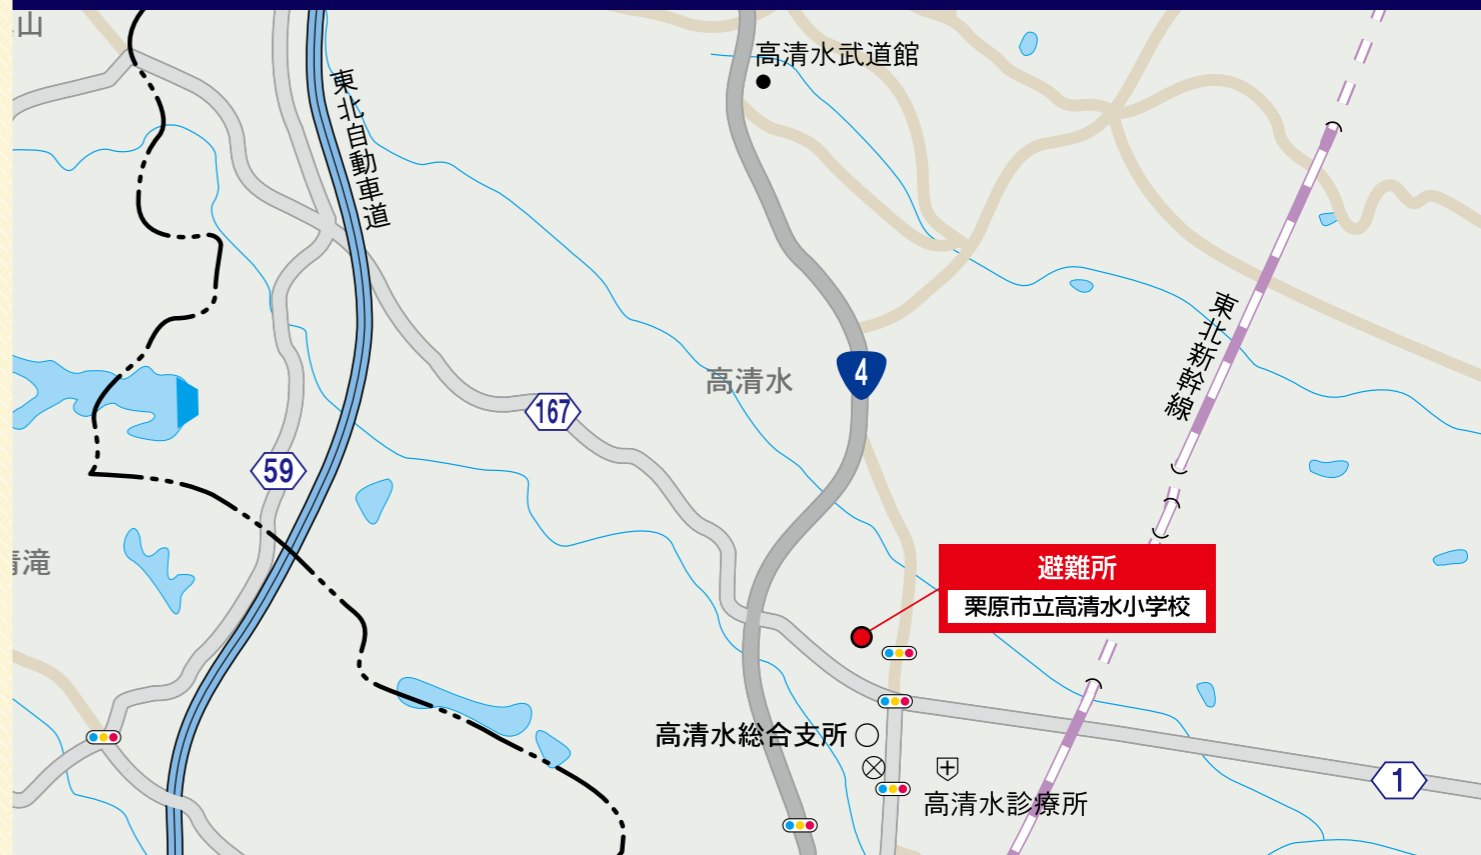 山
高清水武道館
東北自動車道
東北新幹線
高清水
4
167
59
清滝
避難所
栗原市立高清水小学校
高清水総合支所
高清水診療所
1